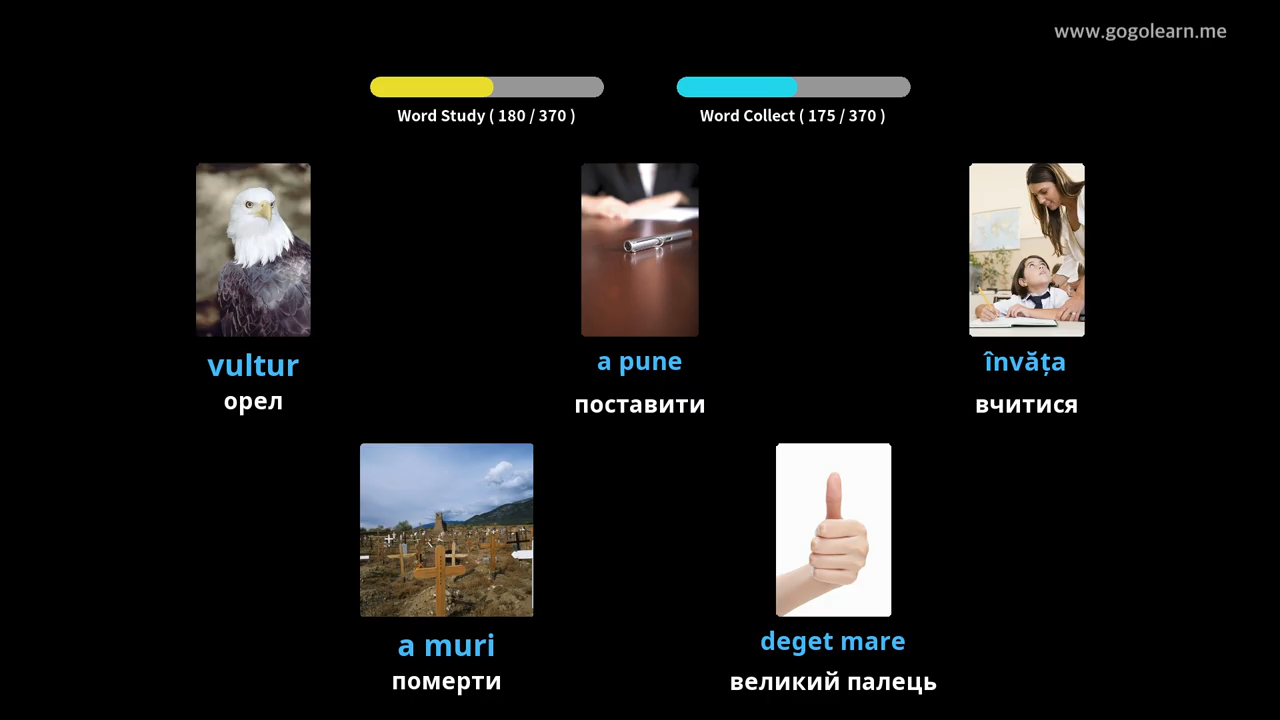 www.gogolearn.me
Word Study ( 180 / 370 )
Word Collect ( 175 / 370 )
vultur
орел
a pune
поставити
învăța
вчитися
a muri
померти
deget mare
великий палець